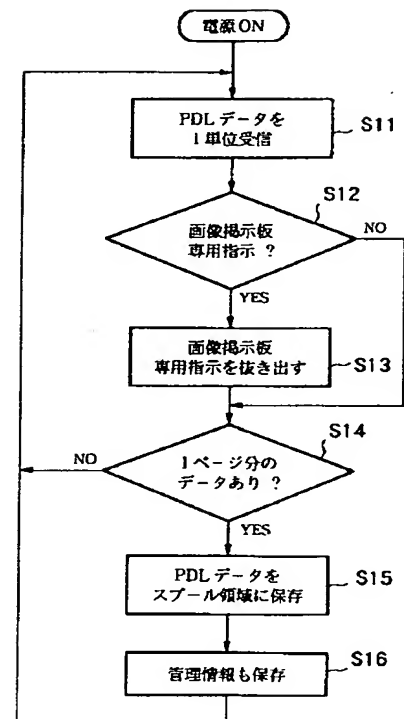 電源ON
PDLデータを
1単位受信
S11
S12
画像掲示板
専用指示 ?
NO
YES
画像掲示板
専用指示を抜き出す
S13
S14
1ページ分の
データあり ?
NO
YES
PDLデータを
スプール領域に保存
S15
管理情報も保存
S16